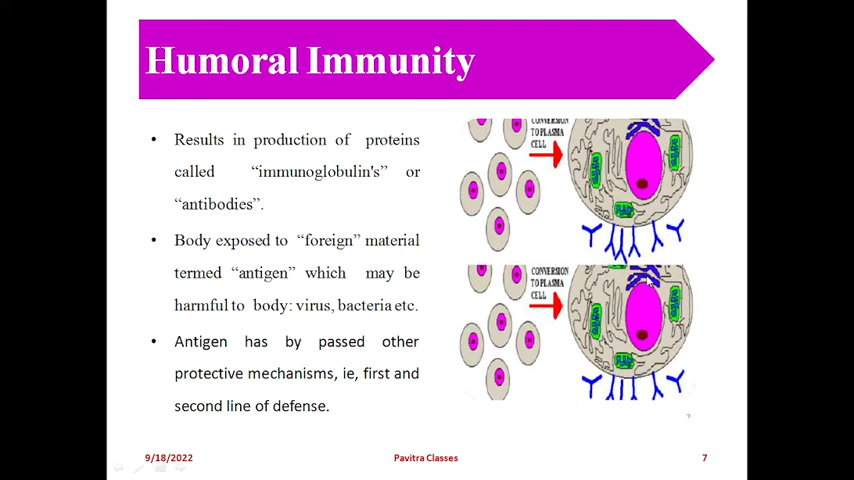 Humoral Immunity
• Results in production of proteins
called "immunoglobulin's" or
"antibodies".
• Body exposed to "foreign" material
termed "antigen" which may be
harmful to body: virus, bacteria etc.
• Antigen has by passed other
protective mechanisms, ie, first and
second line of defense.
CONVERSION
TO PLASMA
CELL
CONVERSION
TO PLASMA
CELL
?
9/18/2022
Pavitra Classes
7